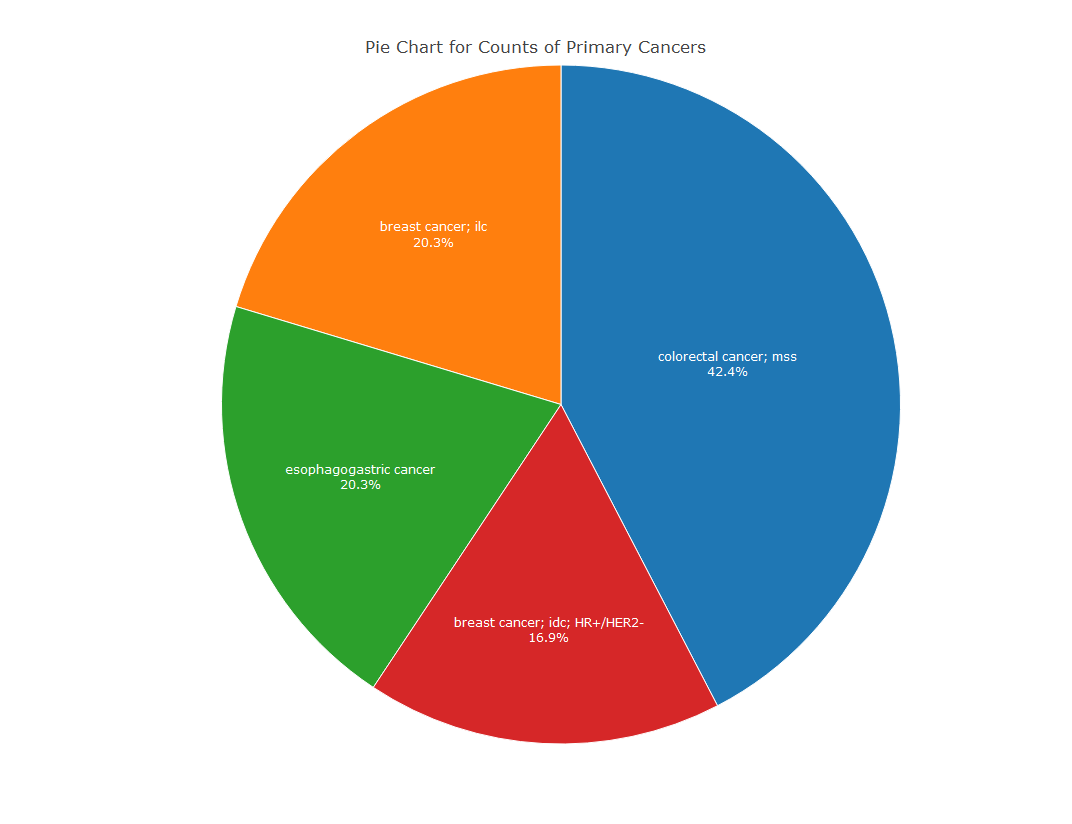 Pie Chart for Counts of Primary Cancers
breast cancer; ilc
20.3%
colorectal cancer; mss
42.4%
esophagogastric cancer
20.3%
breast cancer; idc; HR+/HER2-
16.9%